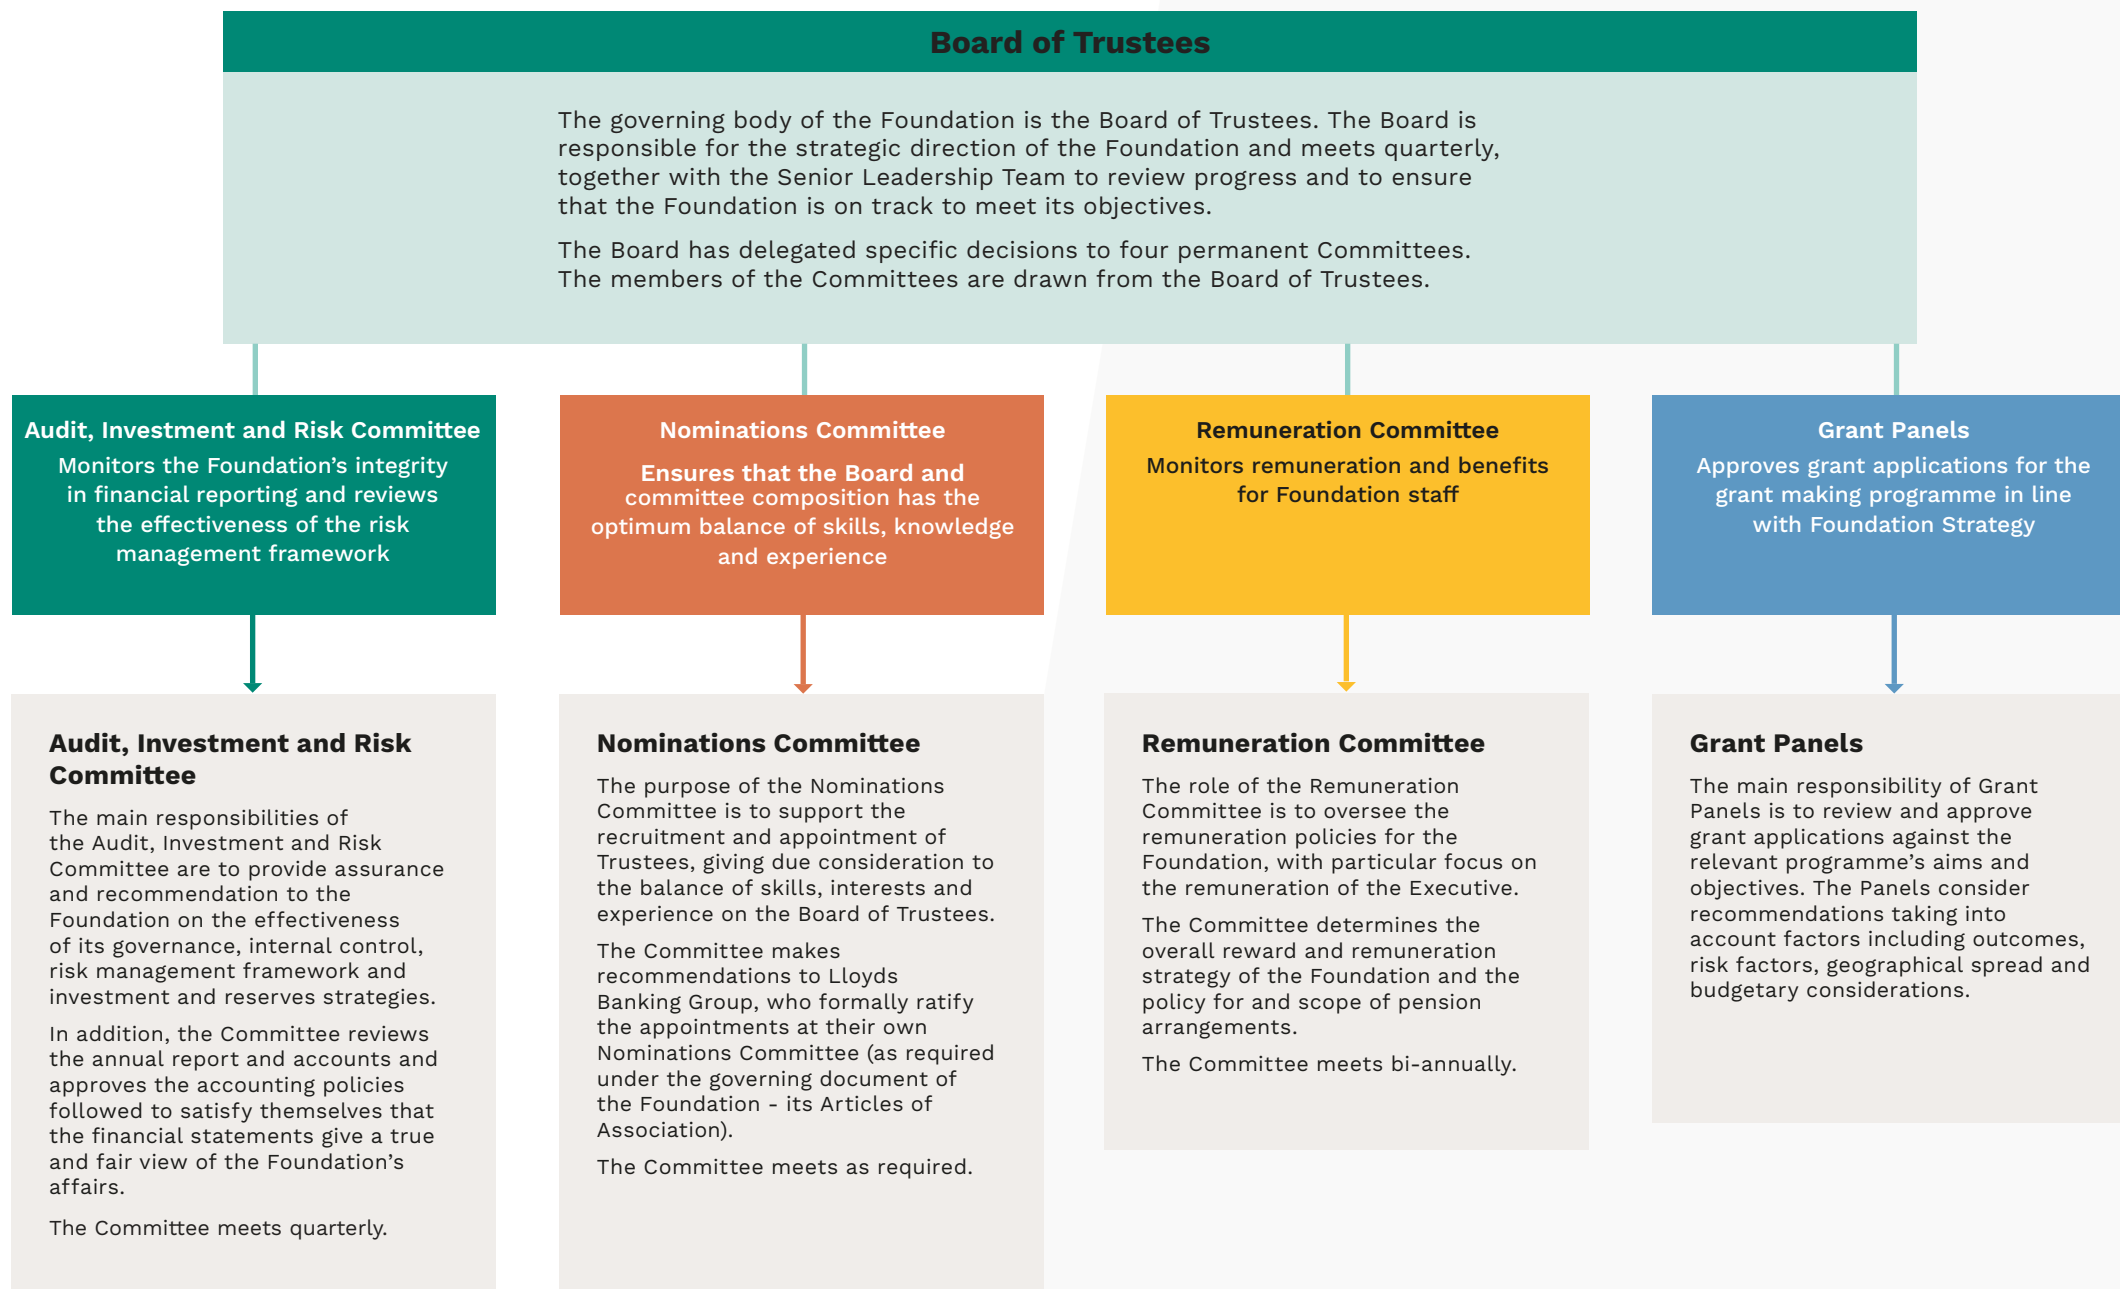 Board of Trustees
The governing body of the Foundation is the Board of Trustees. The Board is
responsible for the strategic direction of the Foundation and meets quarterly,
together with the Senior Leadership Team to review progress and to ensure
that the Foundation is on track to meet its objectives.
The Board has delegated specific decisions to four permanent Committees.
The members of the Committees are drawn from the Board of Trustees.
Audit, Investment and Risk Committee
Monitors the Foundation’s integrity
in financial reporting and reviews
the effectiveness of the risk
management framework
Nominations Committee
Ensures that the Board and
committee composition has the
optimum balance of skills, knowledge
and experience
Remuneration Committee
Monitors remuneration and benefits
for Foundation staff
Grant Panels
Approves grant applications for the
grant making programme in line
with Foundation Strategy
Audit, Investment and Risk
Committee
The main responsibilities of
the Audit, Investment and Risk
Committee are to provide assurance
and recommendation to the
Foundation on the effectiveness
of its governance, internal control,
risk management framework and
investment and reserves strategies.
In addition, the Committee reviews
the annual report and accounts and
approves the accounting policies
followed to satisfy themselves that
the financial statements give a true
and fair view of the Foundation’s
affairs.
The Committee meets quarterly.
Nominations Committee
The purpose of the Nominations
Committee is to support the
recruitment and appointment of
Trustees, giving due consideration to
the balance of skills, interests and
experience on the Board of Trustees.
The Committee makes
recommendations to Lloyds
Banking Group, who formally ratify
the appointments at their own
Nominations Committee (as required
under the governing document of
the Foundation - its Articles of
Association).
The Committee meets as required.
Remuneration Committee
The role of the Remuneration
Committee is to oversee the
remuneration policies for the
Foundation, with particular focus on
the remuneration of the Executive.
The Committee determines the
overall reward and remuneration
strategy of the Foundation and the
policy for and scope of pension
arrangements.
The Committee meets bi-annually.
Grant Panels
The main responsibility of Grant
Panels is to review and approve
grant applications against the
relevant programme’s aims and
objectives. The Panels consider
recommendations taking into
account factors including outcomes,
risk factors, geographical spread and
budgetary considerations.